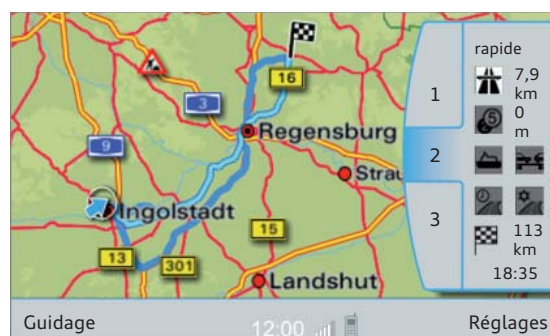 rapide
7,9
km
5
0
m
1
2
3
16
3
9
Regensburg
Strau
Ingolstadt
13
301
15
Landshut
113
km
18:35
Guidage
12:00
Réglages